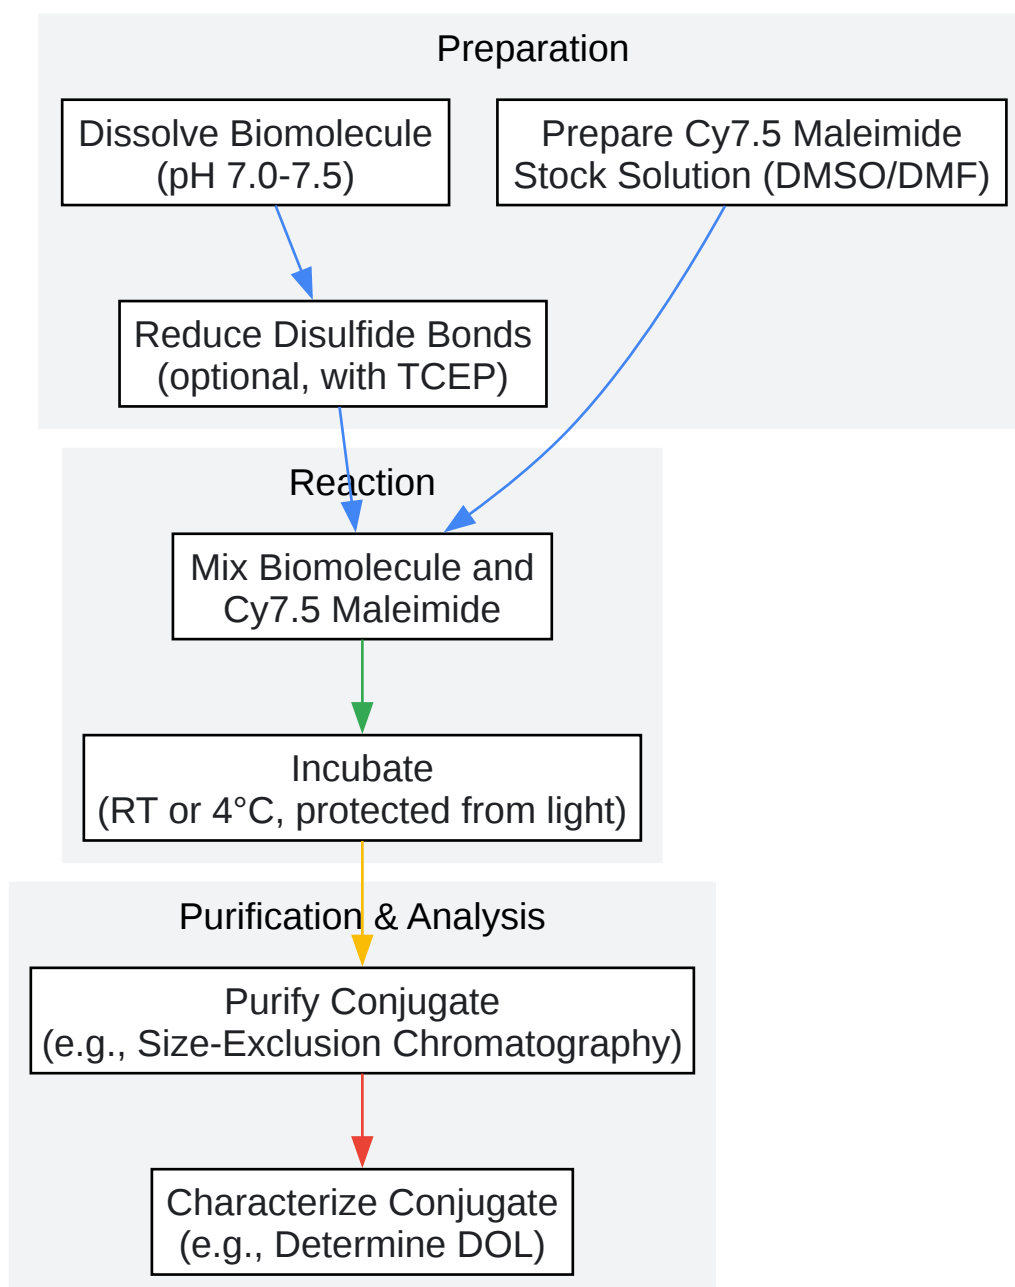 Preparation
Dissolve Biomolecule
(pH 7.0-7.5)
Prepare Cy7.5 Maleimide
Stock Solution (DMSO/DMF)
Reduce Disulfide Bonds
(optional, with TCEP)
Reaction
Mix Biomolecule and
Cy7.5 Maleimide
Incubate
(RT or 4°C, protected from light)
Purification & Analysis
Purify Conjugate
(e.g., Size-Exclusion Chromatography)
Characterize Conjugate
(e.g., Determine DOL)